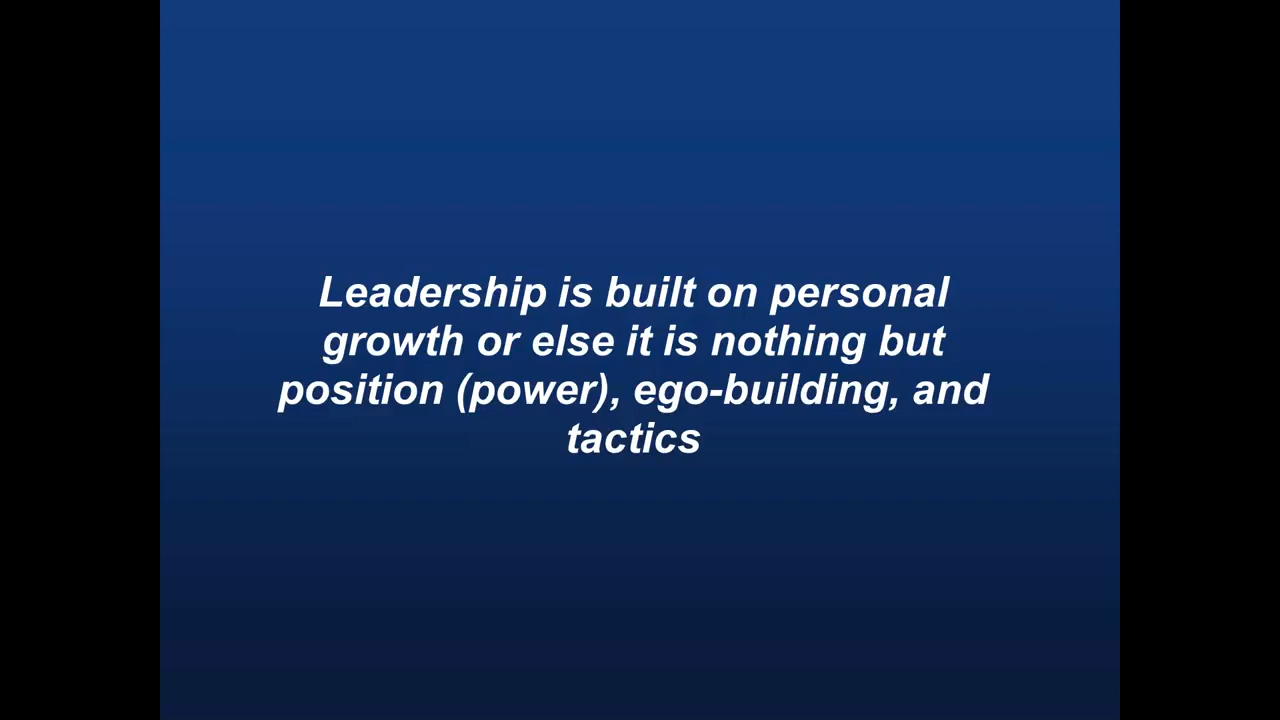 Leadership is built on personal
growth or else it is nothing but
position (power), ego-building, and
tactics